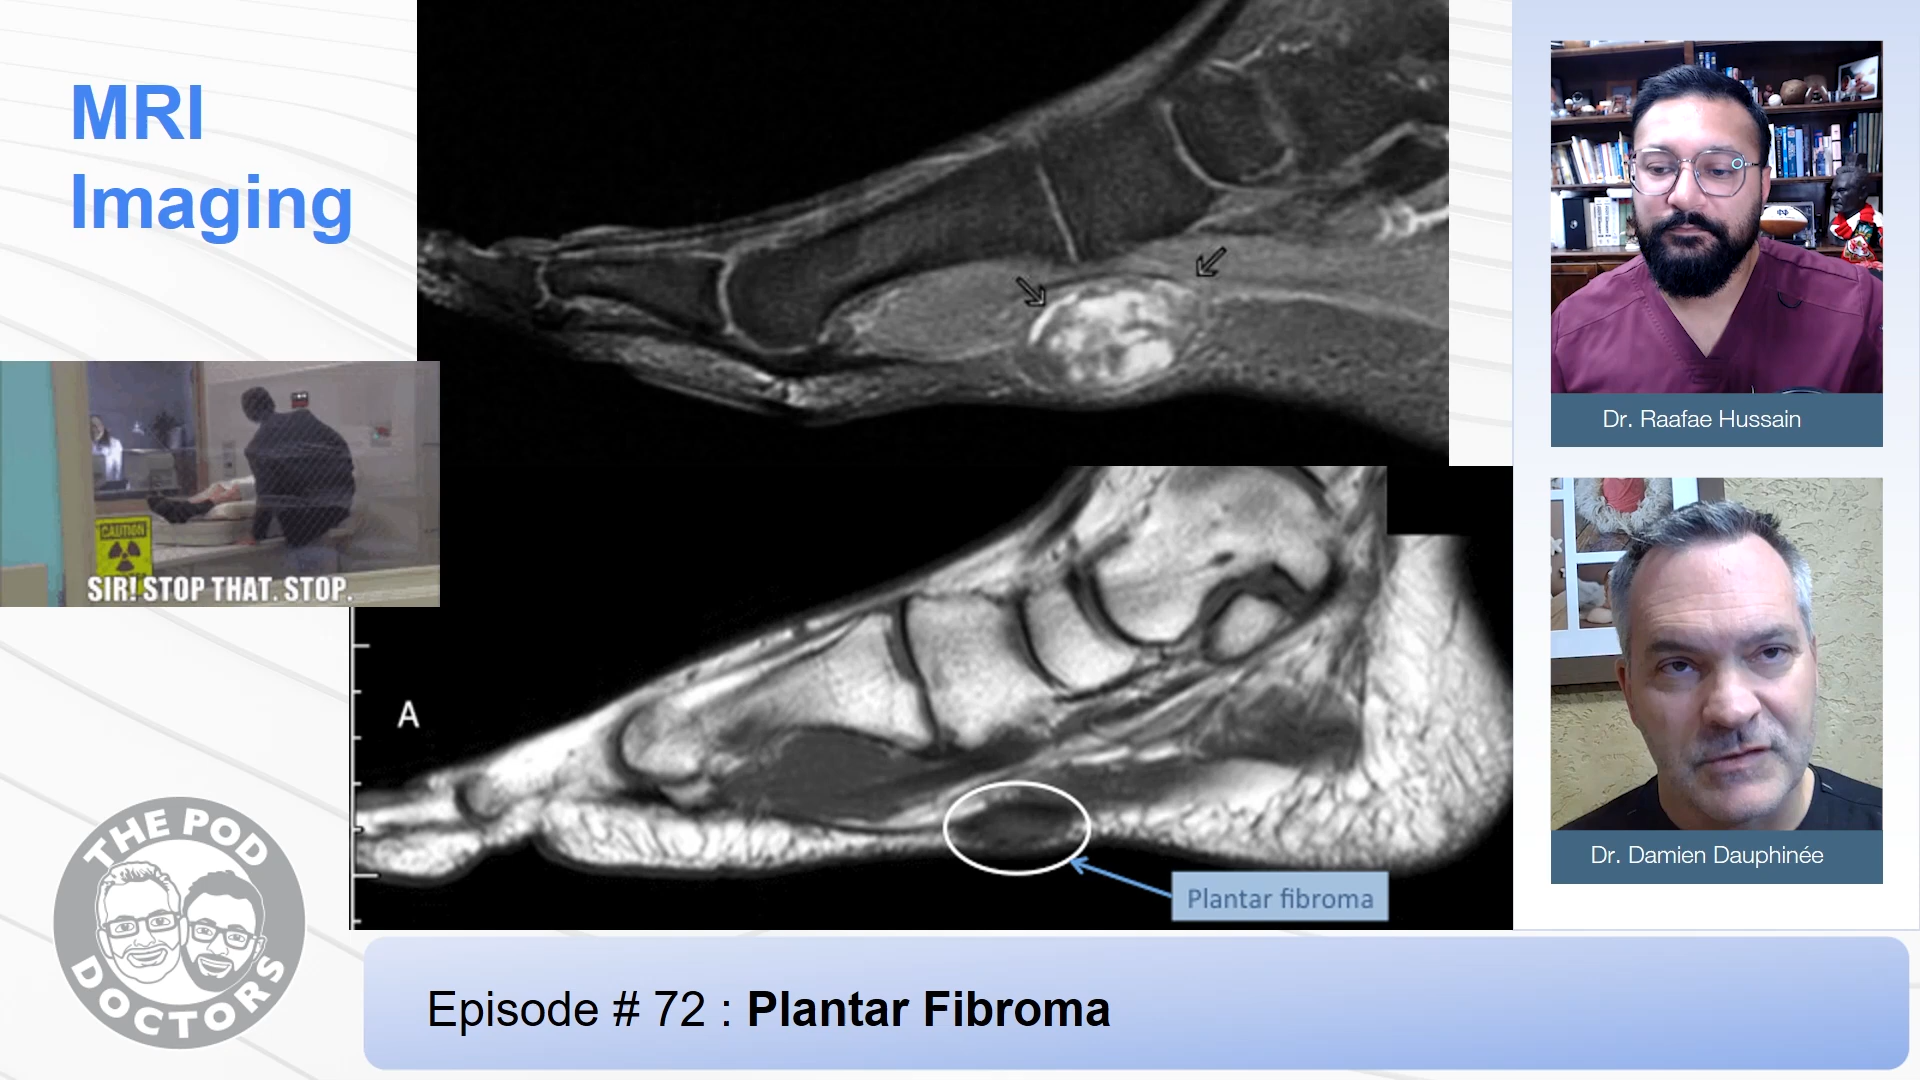 MRI
Imaging
CAUTION
SIR! STOP THAT. STOP.
A
Plantar fibroma
Dr. Raafae Hussain
Dr. Damien Dauphinée
THE POD
DOCTORS
Episode # 72 : Plantar Fibroma